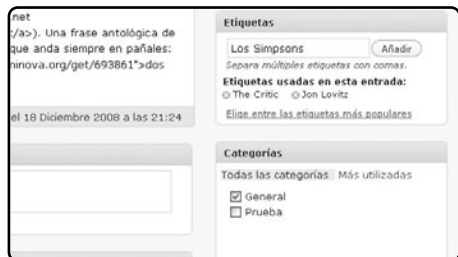 net
:/a>). Una frase antológica de
que anda siempre en pañales:
ninova.org/get/693861">dos
el 18 Diciembre 2008 a las 21:24
Etiquetas
Los Simpsons
Añadir
Separa múltiples etiquetas con comas.
Etiquetas usadas en esta entrada:
The Critic Jon Lovitz
Elige entre las etiquetas más populares
Categorías
Todas las categorías Más utilizadas
General
Prueba